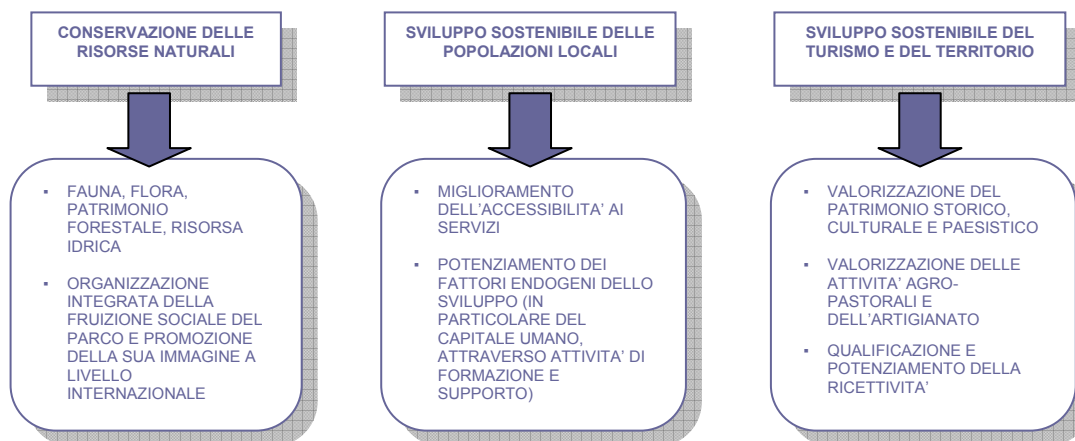 CONSERVAZIONE DELLE
RISORSE NATURALI
▪ FAUNA, FLORA,
PATRIMONIO
FORESTALE, RISORSA
IDRICA
▪ ORGANIZZAZIONE
INTEGRATA DELLA
FRUIZIONE SOCIALE DEL
PARCO E PROMOZIONE
DELLA SUA IMMAGINE A
LIVELLO
INTERNAZIONALE
SVILUPPO SOSTENIBILE DELLE
POPOLAZIONI LOCALI
▪ MIGLIORAMENTO
DELL'ACCESSIBILITA' AI
SERVIZI
▪ POTENZIAMENTO DEI
FATTORI ENDOGENI DELLO
SVILUPPO (IN
PARTICOLARE DEL
CAPITALE UMANO,
ATTRAVERSO ATTIVITA' DI
FORMAZIONE E
SUPPORTO)
SVILUPPO SOSTENIBILE DEL
TURISMO E DEL TERRITORIO
▪ VALORIZZAZIONE DEL
PATRIMONIO STORICO,
CULTURALE E PAESISTICO
▪ VALORIZZAZIONE DELLE
ATTIVITA' AGRO-
PASTORALI E
DELL'ARTIGIANATO
▪ QUALIFICAZIONE E
POTENZIAMENTO DELLA
RICETTIVITA'